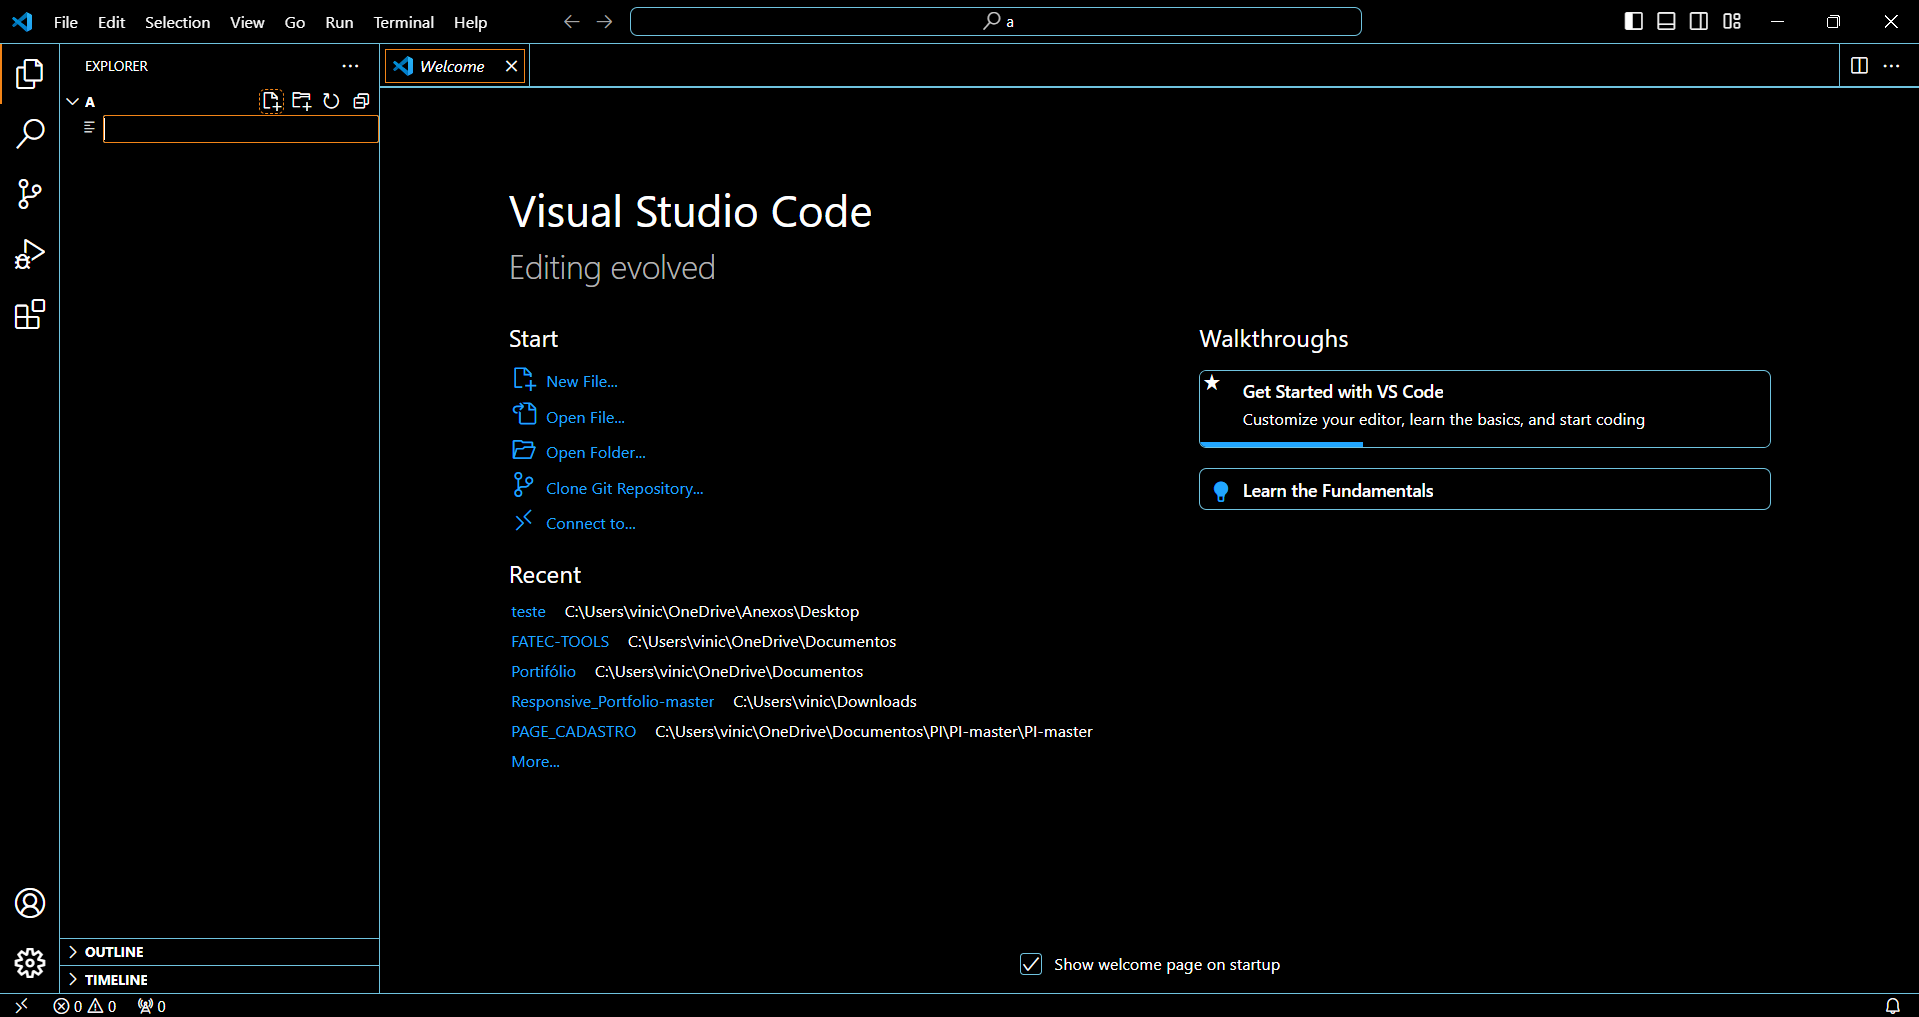 File Edit Selection View Go Run Terminal Help
a
EXPLORER
Welcome
A
Visual Studio Code
Editing evolved
Start
New File...
Open File...
Open Folder...
Clone Git Repository...
Connect to...
Recent
teste C:\Users\vinic\OneDrive\Anexos\Desktop
FATEC-TOOLS C:\Users\vinic\OneDrive\Documentos
Portifólio C:\Users\vinic\OneDrive\Documentos
Responsive_Portfolio-master C:\Users\vinic\Downloads
PAGE_CADASTRO C:\Users\vinic\OneDrive\Documentos\PI\PI-master\PI-master
More...
Walkthroughs
Get Started with VS Code
Customize your editor, learn the basics, and start coding
Learn the Fundamentals
Show welcome page on startup
OUTLINE
TIMELINE
0 0 0